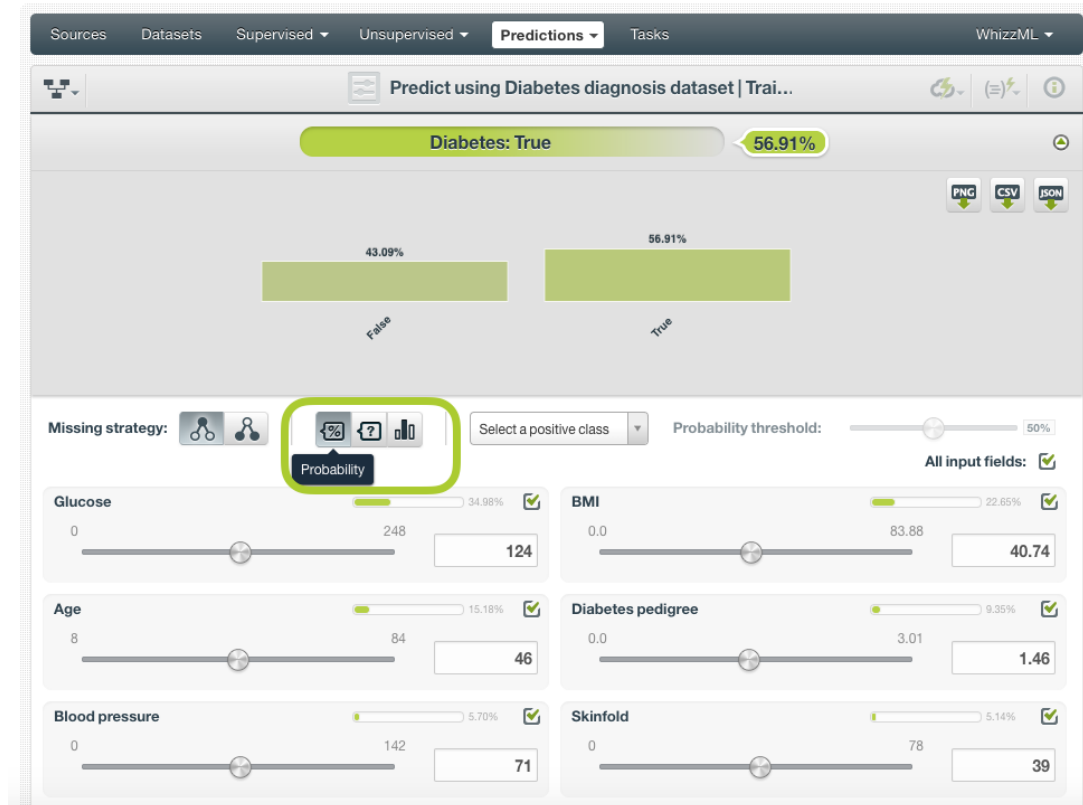 Sources Datasets Supervised Unsupervised Predictions Tasks WhizzML
Predict using Diabetes diagnosis dataset | Trai...
Diabetes: True 56.91%
PNG CSV JSON
43.09% 56.91%
False True
Missing strategy: % ? Select a positive class Probability threshold: 50%
Probability
All input fields:
Glucose 34.98% BMI 22.65%
0 248 0.0 83.88
124 40.74
Age 15.18% Diabetes pedigree 9.35%
8 84 0.0 3.01
46 1.46
Blood pressure 5.70% Skinfold 5.14%
0 142 0 78
71 39